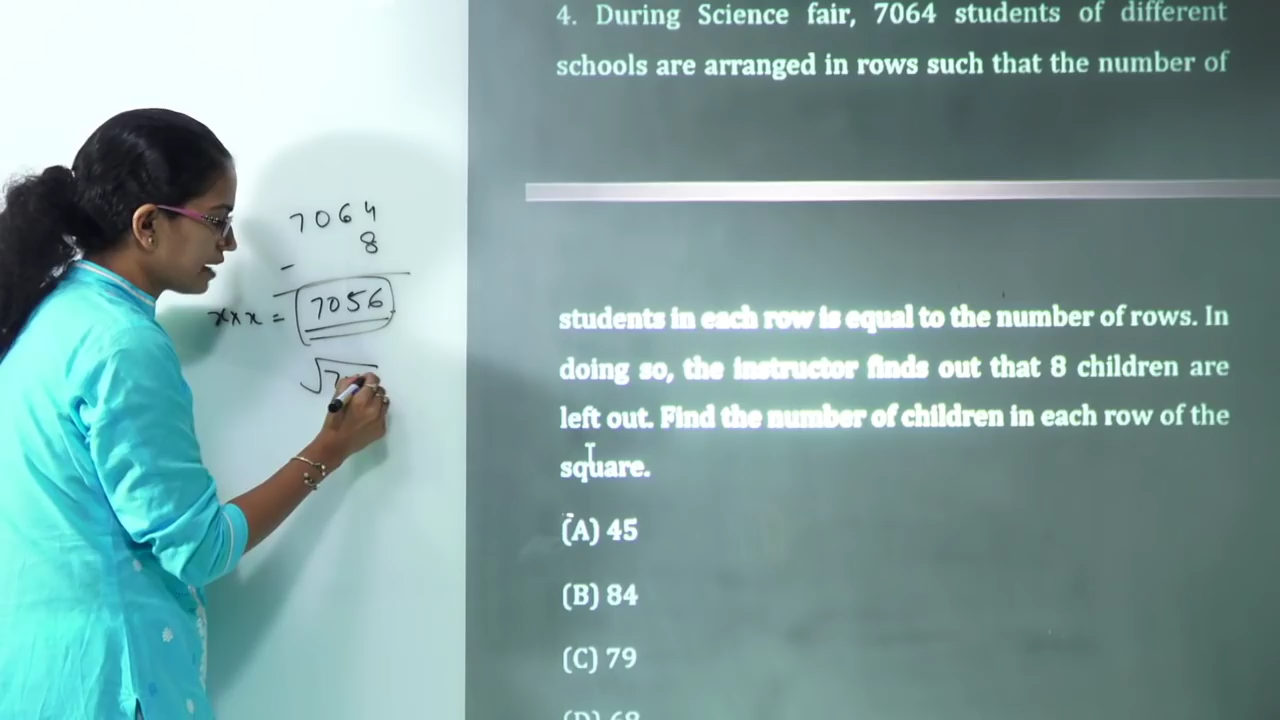 7064
8
-
x×x = 7056
√7
4. During Science fair, 7064 students of different
schools are arranged in rows such that the number of
students in each row is equal to the number of rows. In
doing so, the instructor finds out that 8 children are
left out. Find the number of children in each row of the
square.
(A) 45
(B) 84
(C) 79
(D) 68